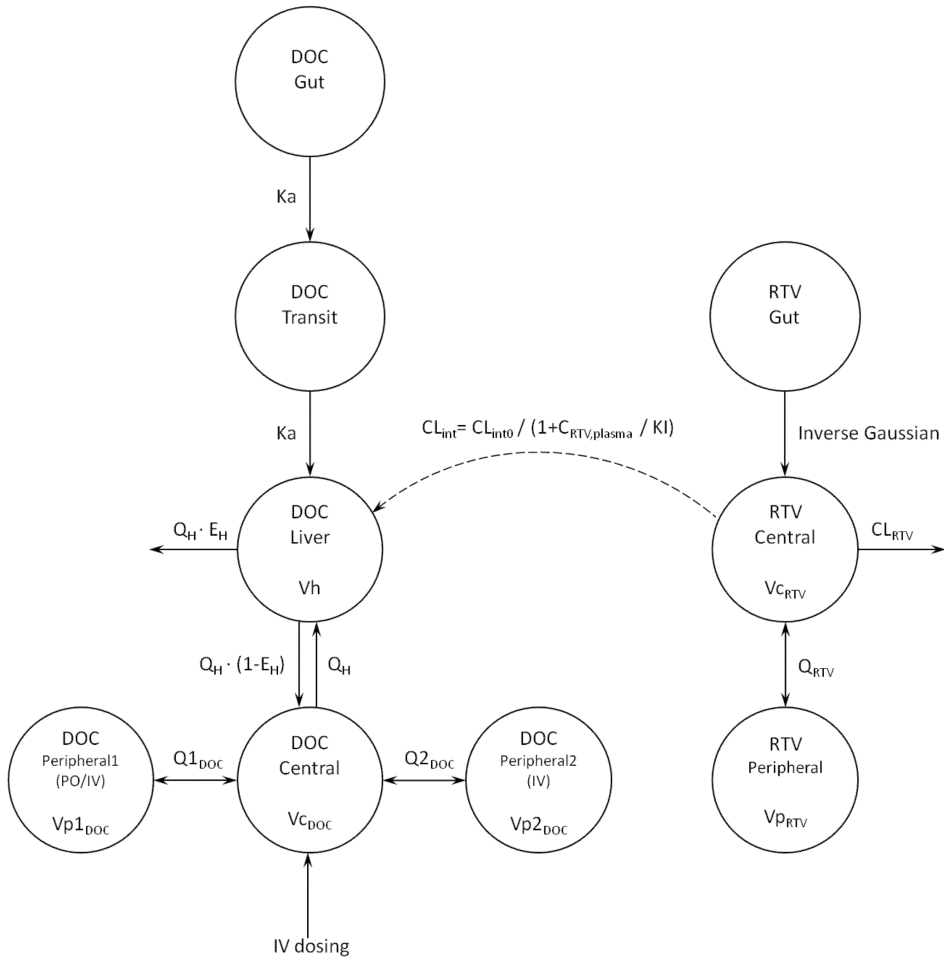 DOC
Gut
Ka
DOC
Transit
RTV
Gut
Ka
CLint= CLint0 / (1+CRTV,plasma / KI)
Inverse Gaussian
DOC
Liver
Vh
QH · EH
RTV
Central
VcRTV
CLRTV
QH · (1-EH)
QH
QRTV
DOC
Peripheral1
(PO/IV)
Vp1DOC
Q1DOC
DOC
Central
VcDOC
Q2DOC
DOC
Peripheral2
(IV)
Vp2DOC
RTV
Peripheral
VpRTV
IV dosing